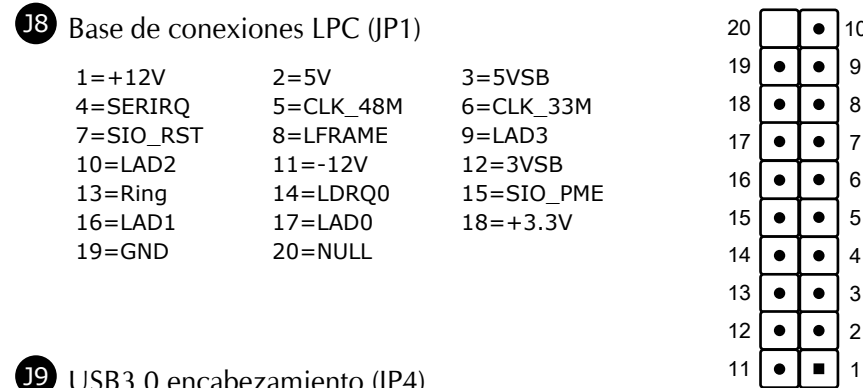 J8 Base de conexiones LPC (JP1)
1=+12V 2=5V 3=5VSB
4=SERIRQ 5=CLK_48M 6=CLK_33M
7=SIO_RST 8=LFRAME 9=LAD3
10=LAD2 11=-12V 12=3VSB
13=Ring 14=LDRQ0 15=SIO_PME
16=LAD1 17=LAD0 18=+3.3V
19=GND 20=NULL
20 10
19 9
18 8
17 7
16 6
15 5
14 4
13 3
12 2
11 1
J9 USB3.0 encabezamiento (JP4)